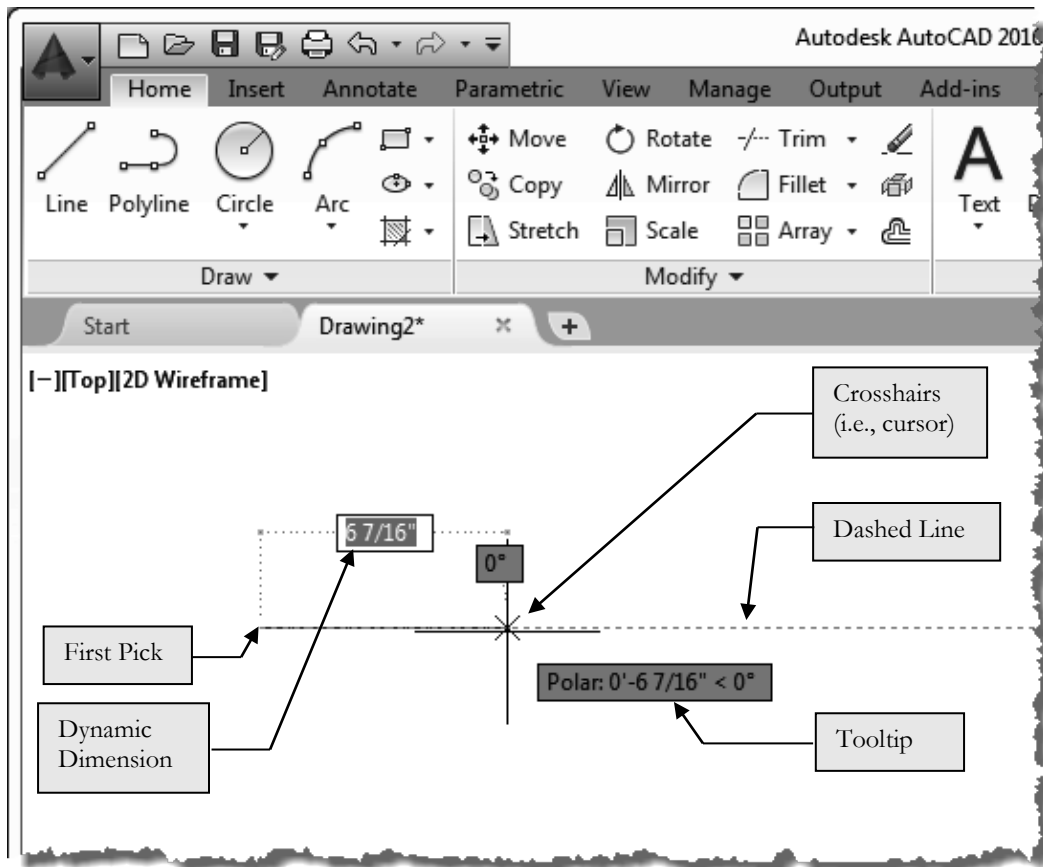 Autodesk AutoCAD 2016
Home Insert Annotate Parametric View Manage Output Add-ins
Move Rotate Trim
Copy Mirror Fillet
Line Polyline Circle Arc Text
Stretch Scale Array
Draw Modify
Start Drawing2*
[−][Top][2D Wireframe]
Crosshairs
(i.e., cursor)
6 7/16"
Dashed Line
0°
First Pick
Polar: 0'-6 7/16" < 0°
Dynamic
Dimension
Tooltip